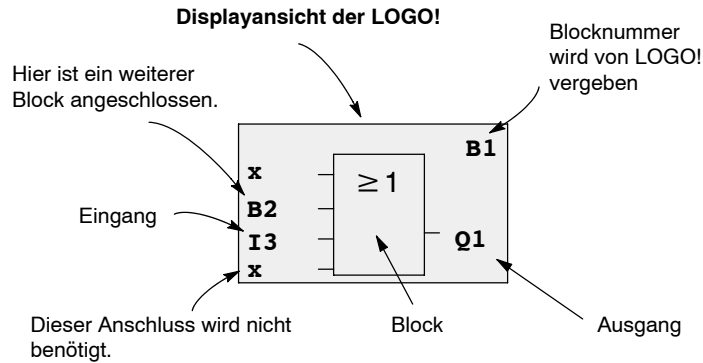 Displayansicht der LOGO!
Blocknummer
wird von LOGO!
vergeben
Hier ist ein weiterer
Block angeschlossen.
B1
x
≥ 1
B2
Eingang
I3
Q1
x
Dieser Anschluss wird nicht
benötigt.
Block
Ausgang